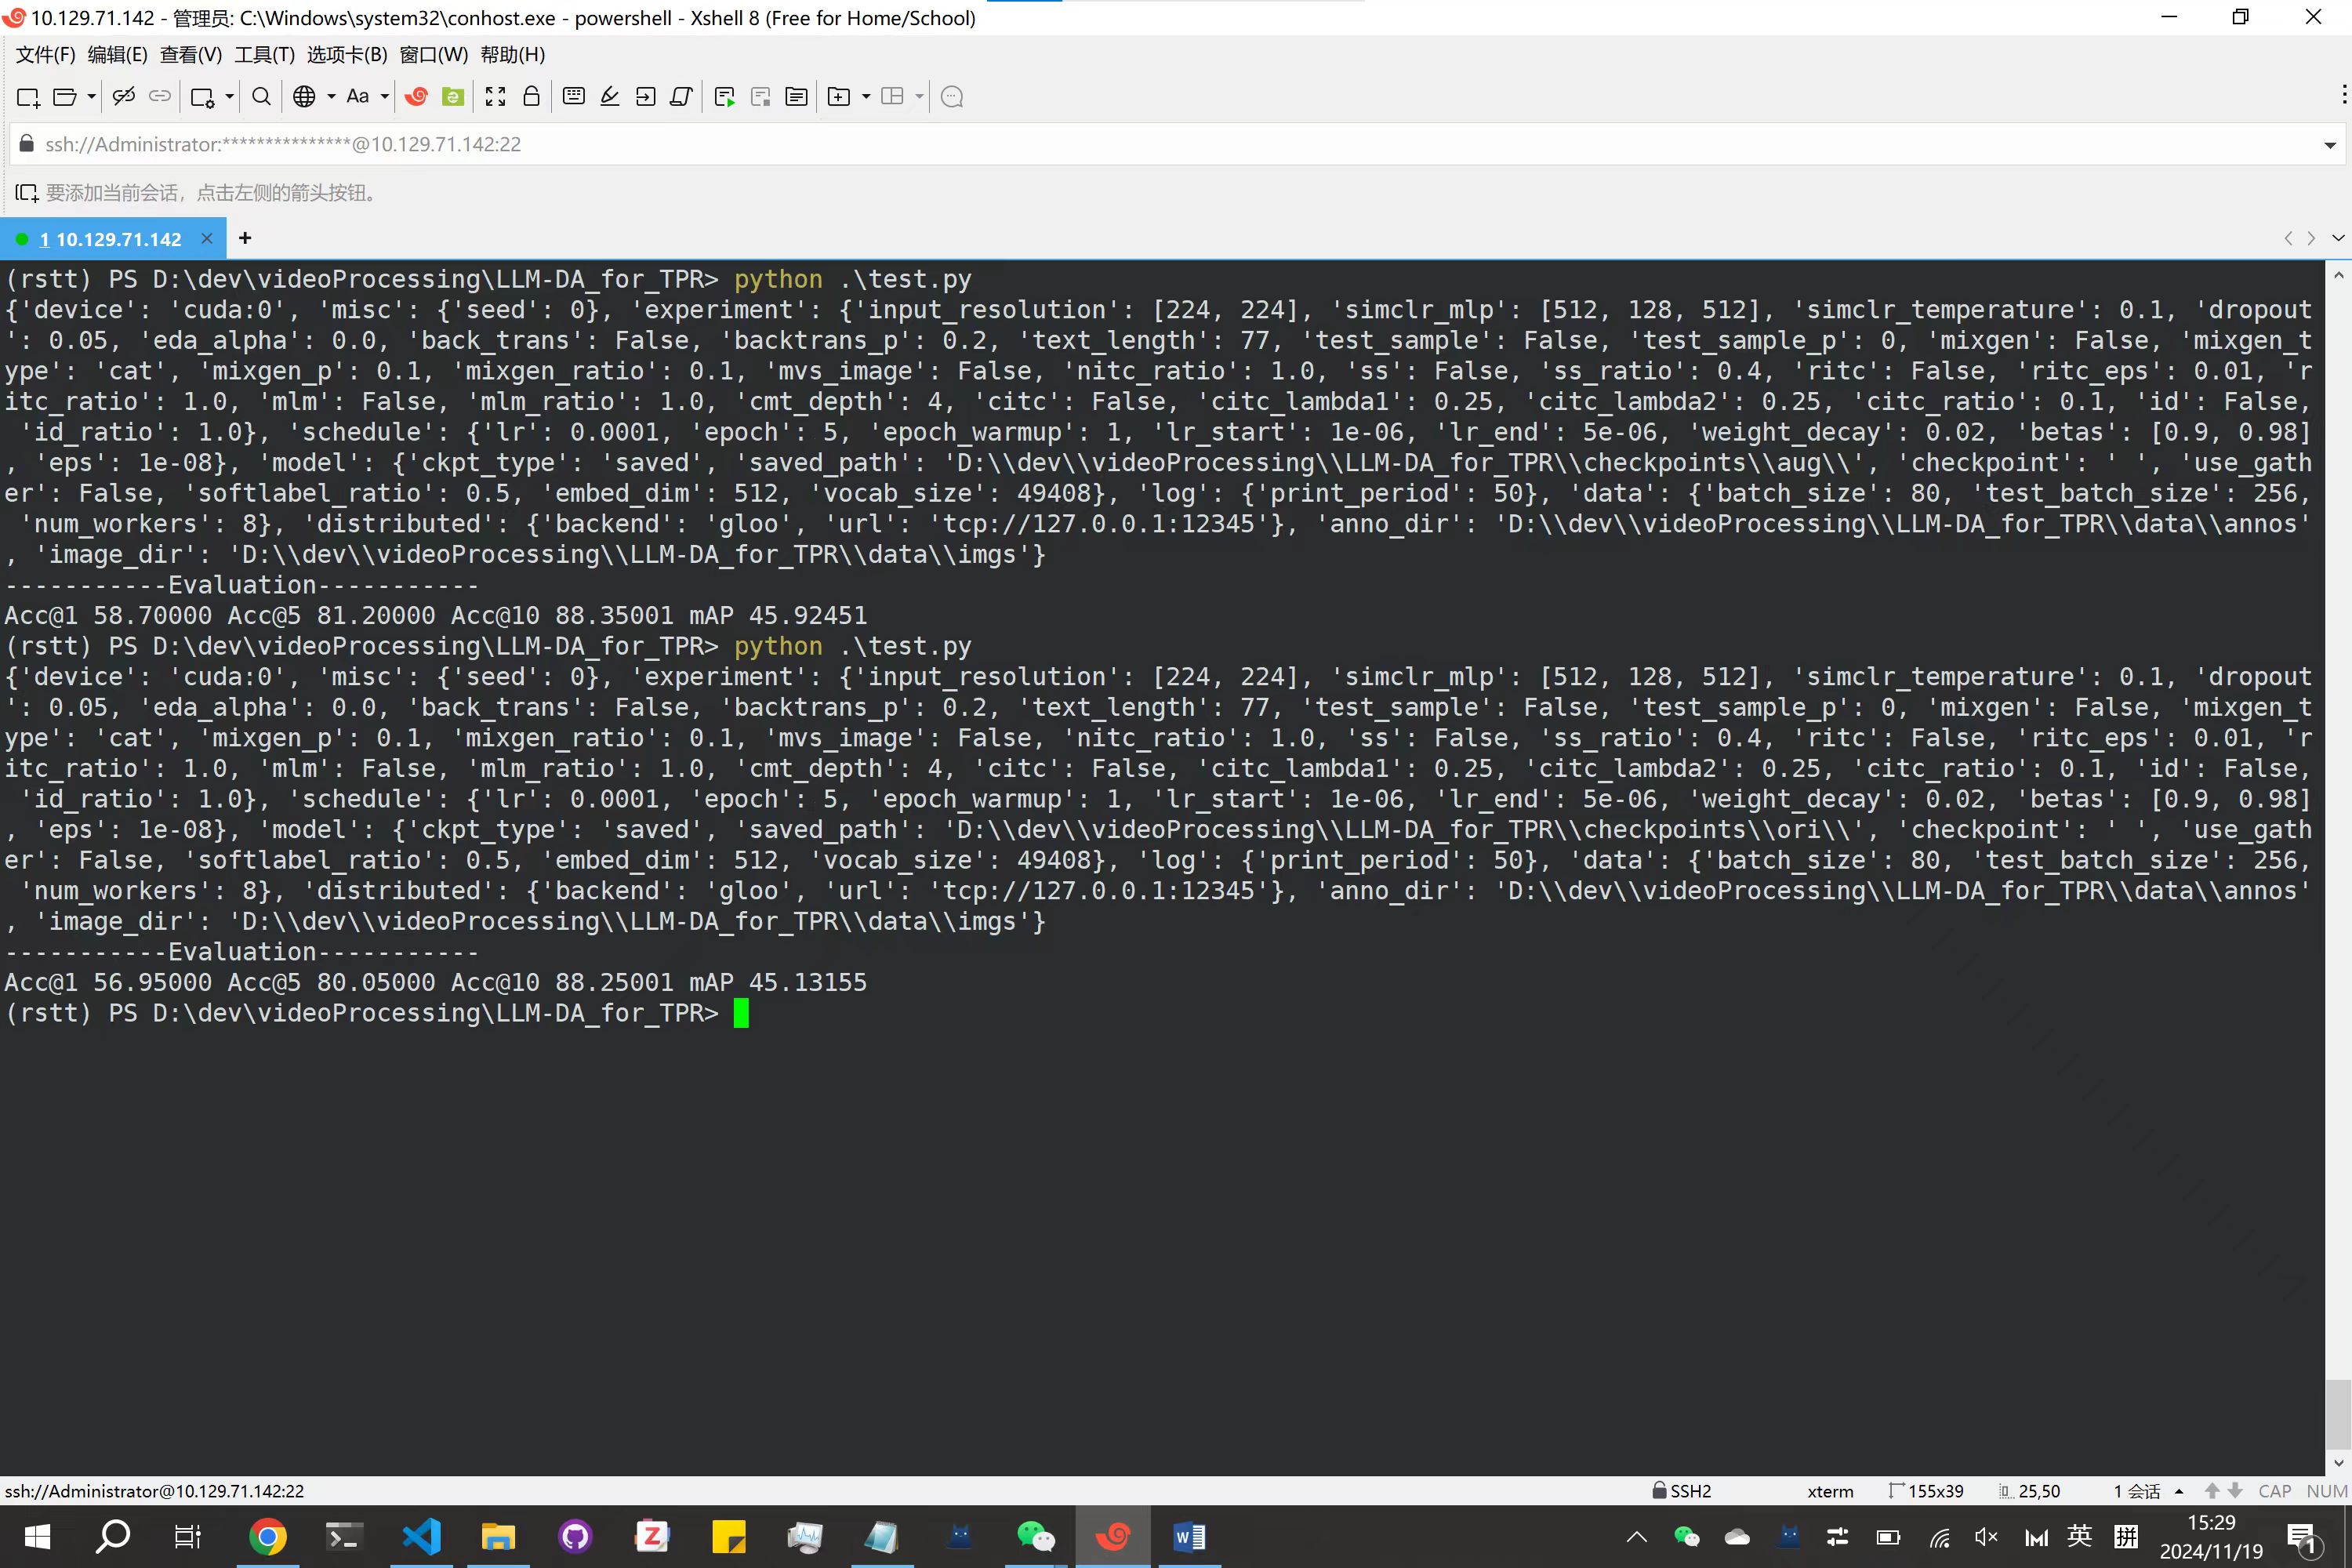 10.129.71.142 - 管理员: C:\Windows\system32\conhost.exe - powershell - Xshell 8 (Free for Home/School)
文件(F) 编辑(E) 查看(V) 工具(T) 选项卡(B) 窗口(W) 帮助(H)
Aa
ssh://Administrator:***************@10.129.71.142:22
要添加当前会话，点击左侧的箭头按钮。
1 10.129.71.142 × +
(rstt) PS D:\dev\videoProcessing\LLM-DA_for_TPR> python .\test.py
{'device': 'cuda:0', 'misc': {'seed': 0}, 'experiment': {'input_resolution': [224, 224], 'simclr_mlp': [512, 128, 512], 'simclr_temperature': 0.1, 'dropout
': 0.05, 'eda_alpha': 0.0, 'back_trans': False, 'backtrans_p': 0.2, 'text_length': 77, 'test_sample': False, 'test_sample_p': 0, 'mixgen': False, 'mixgen_t
ype': 'cat', 'mixgen_p': 0.1, 'mixgen_ratio': 0.1, 'mvs_image': False, 'nitc_ratio': 1.0, 'ss': False, 'ss_ratio': 0.4, 'ritc': False, 'ritc_eps': 0.01, 'r
itc_ratio': 1.0, 'mlm': False, 'mlm_ratio': 1.0, 'cmt_depth': 4, 'citc': False, 'citc_lambda1': 0.25, 'citc_lambda2': 0.25, 'citc_ratio': 0.1, 'id': False,
 'id_ratio': 1.0}, 'schedule': {'lr': 0.0001, 'epoch': 5, 'epoch_warmup': 1, 'lr_start': 1e-06, 'lr_end': 5e-06, 'weight_decay': 0.02, 'betas': [0.9, 0.98]
, 'eps': 1e-08}, 'model': {'ckpt_type': 'saved', 'saved_path': 'D:\\dev\\videoProcessing\\LLM-DA_for_TPR\\checkpoints\\aug\\', 'checkpoint': ' ', 'use_gath
er': False, 'softlabel_ratio': 0.5, 'embed_dim': 512, 'vocab_size': 49408}, 'log': {'print_period': 50}, 'data': {'batch_size': 80, 'test_batch_size': 256,
 'num_workers': 8}, 'distributed': {'backend': 'gloo', 'url': 'tcp://127.0.0.1:12345'}, 'anno_dir': 'D:\\dev\\videoProcessing\\LLM-DA_for_TPR\\data\\annos'
, 'image_dir': 'D:\\dev\\videoProcessing\\LLM-DA_for_TPR\\data\\imgs'}
-----------Evaluation-----------
Acc@1 58.70000 Acc@5 81.20000 Acc@10 88.35001 mAP 45.92451
(rstt) PS D:\dev\videoProcessing\LLM-DA_for_TPR> python .\test.py
{'device': 'cuda:0', 'misc': {'seed': 0}, 'experiment': {'input_resolution': [224, 224], 'simclr_mlp': [512, 128, 512], 'simclr_temperature': 0.1, 'dropout
': 0.05, 'eda_alpha': 0.0, 'back_trans': False, 'backtrans_p': 0.2, 'text_length': 77, 'test_sample': False, 'test_sample_p': 0, 'mixgen': False, 'mixgen_t
ype': 'cat', 'mixgen_p': 0.1, 'mixgen_ratio': 0.1, 'mvs_image': False, 'nitc_ratio': 1.0, 'ss': False, 'ss_ratio': 0.4, 'ritc': False, 'ritc_eps': 0.01, 'r
itc_ratio': 1.0, 'mlm': False, 'mlm_ratio': 1.0, 'cmt_depth': 4, 'citc': False, 'citc_lambda1': 0.25, 'citc_lambda2': 0.25, 'citc_ratio': 0.1, 'id': False,
 'id_ratio': 1.0}, 'schedule': {'lr': 0.0001, 'epoch': 5, 'epoch_warmup': 1, 'lr_start': 1e-06, 'lr_end': 5e-06, 'weight_decay': 0.02, 'betas': [0.9, 0.98]
, 'eps': 1e-08}, 'model': {'ckpt_type': 'saved', 'saved_path': 'D:\\dev\\videoProcessing\\LLM-DA_for_TPR\\checkpoints\\ori\\', 'checkpoint': ' ', 'use_gath
er': False, 'softlabel_ratio': 0.5, 'embed_dim': 512, 'vocab_size': 49408}, 'log': {'print_period': 50}, 'data': {'batch_size': 80, 'test_batch_size': 256,
 'num_workers': 8}, 'distributed': {'backend': 'gloo', 'url': 'tcp://127.0.0.1:12345'}, 'anno_dir': 'D:\\dev\\videoProcessing\\LLM-DA_for_TPR\\data\\annos'
, 'image_dir': 'D:\\dev\\videoProcessing\\LLM-DA_for_TPR\\data\\imgs'}
-----------Evaluation-----------
Acc@1 56.95000 Acc@5 80.05000 Acc@10 88.25001 mAP 45.13155
(rstt) PS D:\dev\videoProcessing\LLM-DA_for_TPR>
ssh://Administrator@10.129.71.142:22 SSH2 xterm 155x39 25,50 1 会话 CAP NUM
英 拼 15:29
2024/11/19 1